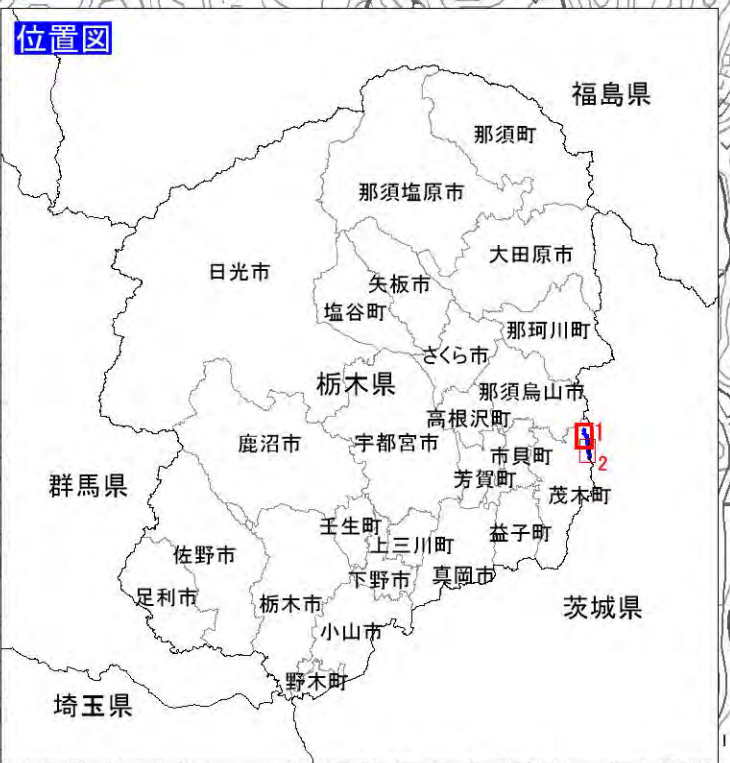 位置図
福島県
那須町
那須塩原市
大田原市
日光市
矢板市
塩谷町
那珂川町
さくら市
栃木県
那須烏山市
高根沢町
鹿沼市
宇都宮市
1
市貝町
2
芳賀町
群馬県
茂木町
壬生町
益子町
上三川町
佐野市
下野市
真岡市
足利市
栃木市
茨城県
小山市
野木町
埼玉県